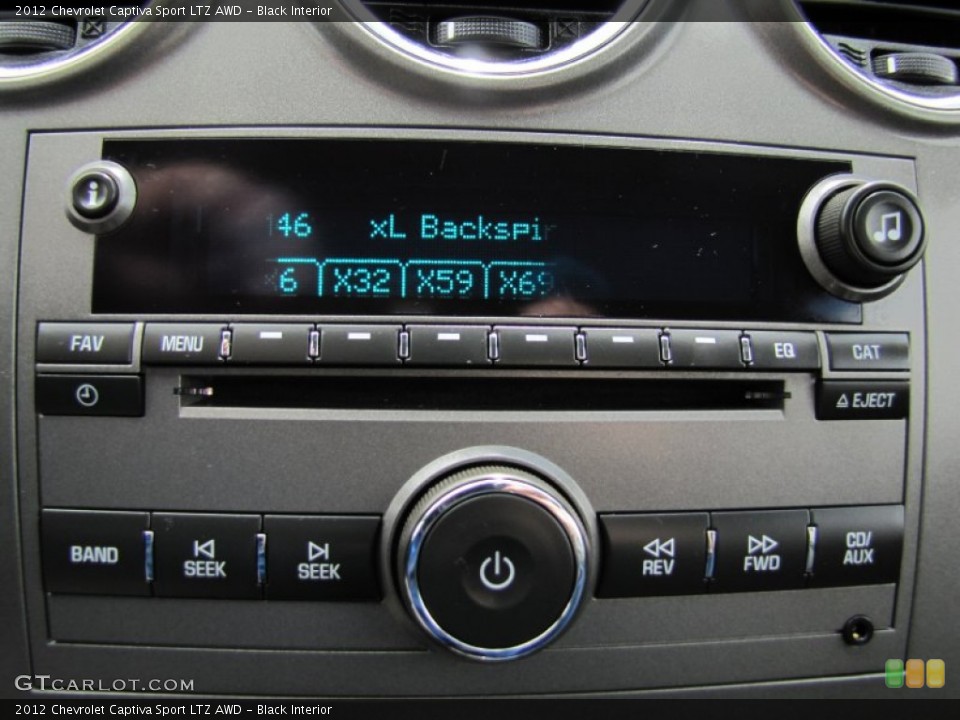 2012 Chevrolet Captiva Sport LTZ AWD - Black Interior
46 xL Backspi
6 X32 X59 X69
FAV MENU EQ CAT
EJECT
BAND SEEK SEEK REV FWD CD/AUX
GTCARLOT.COM
2012 Chevrolet Captiva Sport LTZ AWD - Black Interior